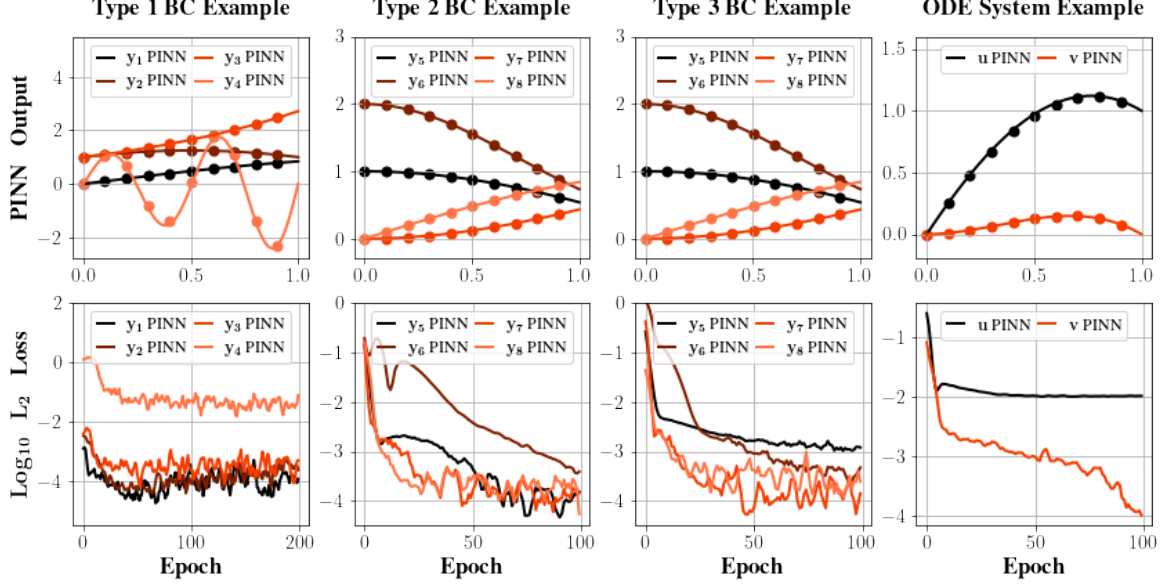 Type 1 BC Example
Type 2 BC Example
Type 3 BC Example
ODE System Example
PINN Output
y₁ PINN y₃ PINN
y₂ PINN y₄ PINN
4
2
0
−2
0.0 0.5 1.0
y₅ PINN y₇ PINN
y₆ PINN y₈ PINN
3
2
1
0
0.0 0.5 1.0
y₅ PINN y₇ PINN
y₆ PINN y₈ PINN
3
2
1
0
0.0 0.5 1.0
u PINN v PINN
1.5
1.0
0.5
0.0
0.0 0.5 1.0
Log₁₀ L₂ Loss
y₁ PINN y₃ PINN
y₂ PINN y₄ PINN
2
0
−2
−4
0 100 200
Epoch
y₅ PINN y₇ PINN
y₆ PINN y₈ PINN
0
−1
−2
−3
−4
0 50 100
Epoch
y₅ PINN y₇ PINN
y₆ PINN y₈ PINN
0
−1
−2
−3
−4
0 50 100
Epoch
u PINN v PINN
−1
−2
−3
−4
0 50 100
Epoch